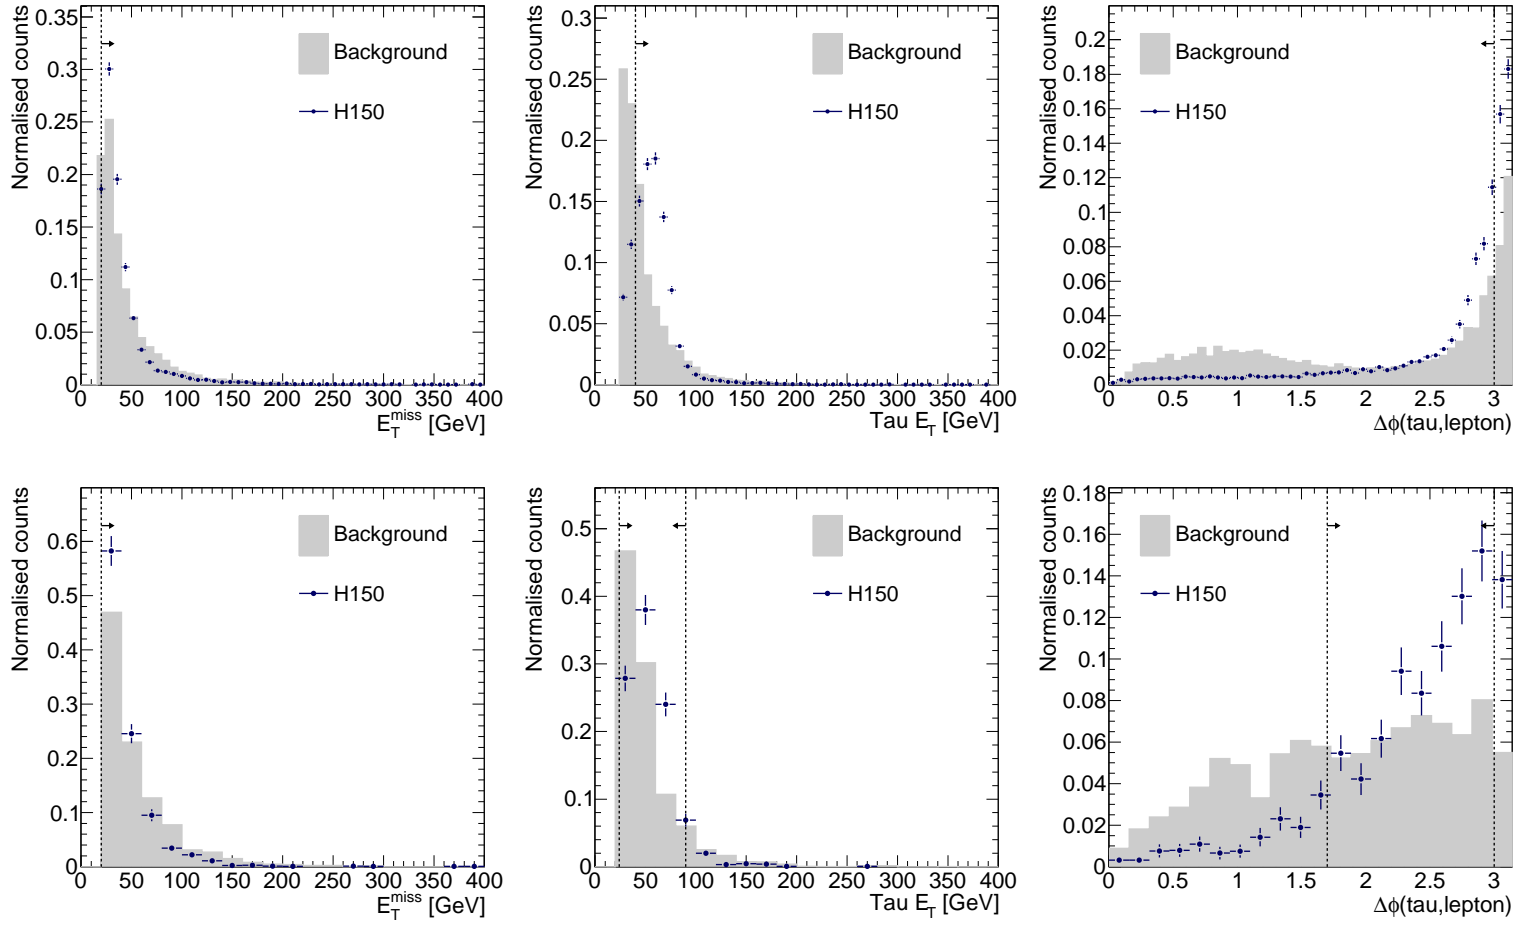 Normalised counts
0.35
0.3
0.25
0.2
0.15
0.1
0.05
0
Background
H150
0 50 100 150 200 250 300 350 400
E_T^miss [GeV]
Normalised counts
0.3
0.25
0.2
0.15
0.1
0.05
0
Background
H150
0 50 100 150 200 250 300 350 400
Tau E_T [GeV]
Normalised counts
0.2
0.18
0.16
0.14
0.12
0.1
0.08
0.06
0.04
0.02
0
Background
H150
0 0.5 1 1.5 2 2.5 3
Δϕ(tau,lepton)
Normalised counts
0.6
0.5
0.4
0.3
0.2
0.1
0
Background
H150
0 50 100 150 200 250 300 350 400
E_T^miss [GeV]
Normalised counts
0.5
0.4
0.3
0.2
0.1
0
Background
H150
0 50 100 150 200 250 300 350 400
Tau E_T [GeV]
Normalised counts
0.18
0.16
0.14
0.12
0.1
0.08
0.06
0.04
0.02
0
Background
H150
0 0.5 1 1.5 2 2.5 3
Δϕ(tau,lepton)